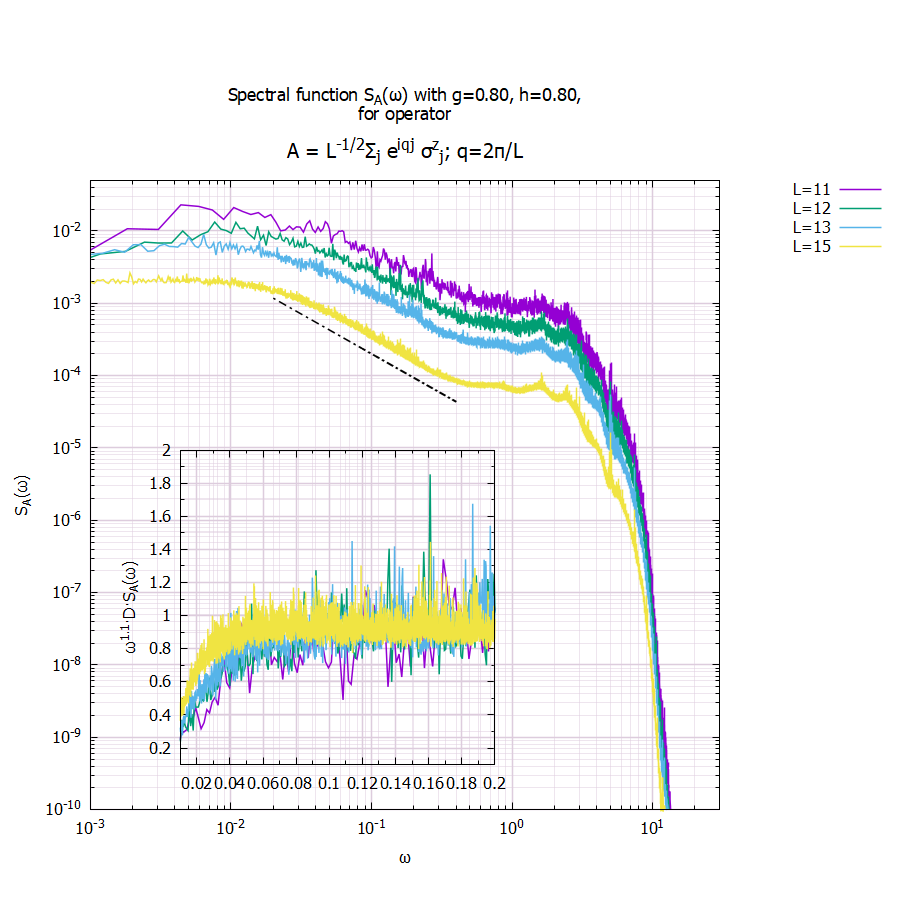 Spectral function S_A(ω) with g=0.80, h=0.80,
for operator
A = L^{-1/2}Σ_j e^{iqj} σ^z_j; q=2π/L
L=11
L=12
L=13
L=15
10^{-2}
10^{-3}
10^{-4}
10^{-5}
10^{-6}
10^{-7}
10^{-8}
10^{-9}
10^{-10}
S_A(ω)
2
1.8
1.6
1.4
1.2
1
0.8
0.6
0.4
0.2
ω^{1.1}·D·S_A(ω)
0.02 0.04 0.06 0.08 0.1 0.12 0.14 0.16 0.18 0.2
10^{-3} 10^{-2} 10^{-1} 10^0 10^1
ω